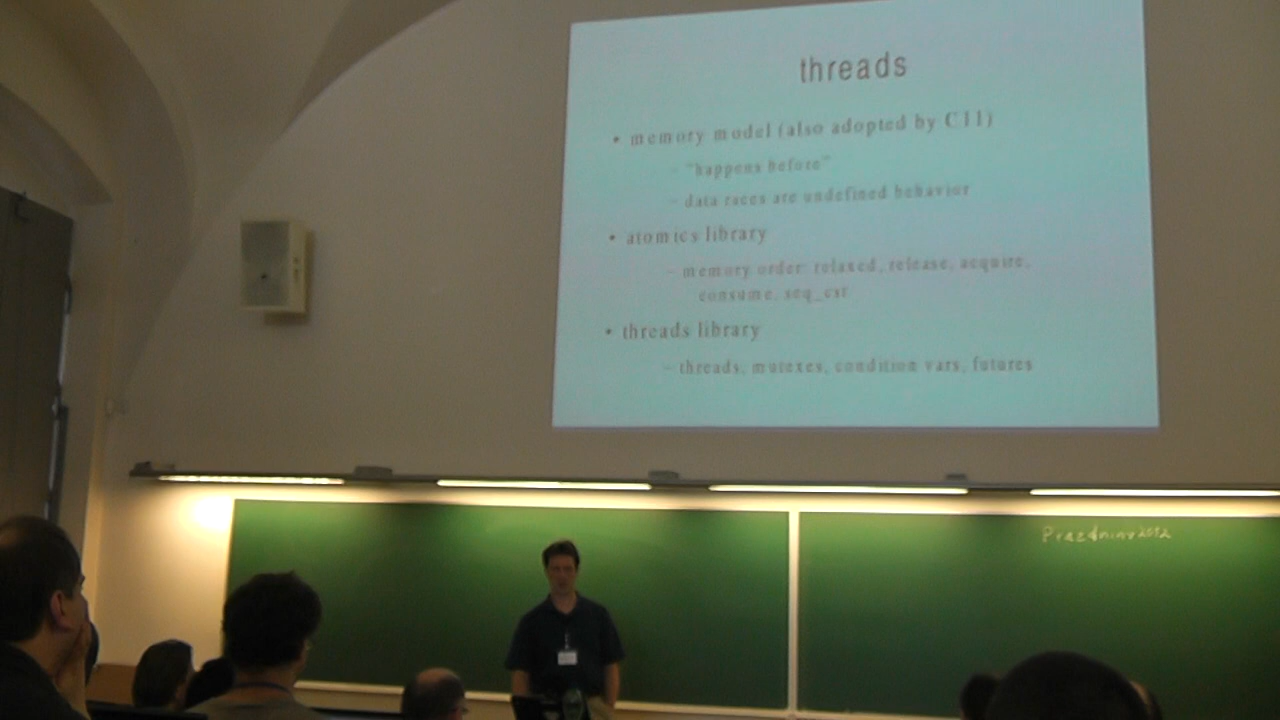 threads
• memory model (also adopted by C11)
– "happens before"
– data races are undefined behavior
• atomics library
– memory order: relaxed, release, acquire,
consume, seq_cst
• threads library
– threads, mutexes, condition vars, futures